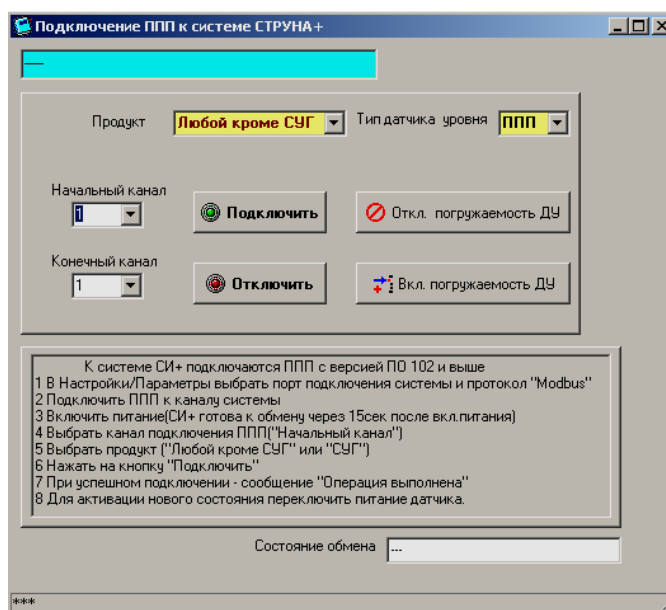 Подключение ППП к системе СТРУНА+
—
Продукт Любой кроме СУГ Тип датчика уровня ППП
Начальный канал
1 Подключить Откл. погружаемость ДУ
Конечный канал
1 Отключить Вкл. погружаемость ДУ
К системе СИ+ подключаются ППП с версией ПО 102 и выше
1 В Настройки/Параметры выбрать порт подключения системы и протокол "Modbus"
2 Подключить ППП к каналу системы
3 Включить питание(СИ+ готова к обмену через 15сек после вкл.питания)
4 Выбрать канал подключения ППП("Начальный канал")
5 Выбрать продукт ("Любой кроме СУГ" или "СУГ")
6 Нажать на кнопку "Подключить"
7 При успешном подключении - сообщение "Операция выполнена"
8 Для активации нового состояния переключить питание датчика.
Состояние обмена ...
***